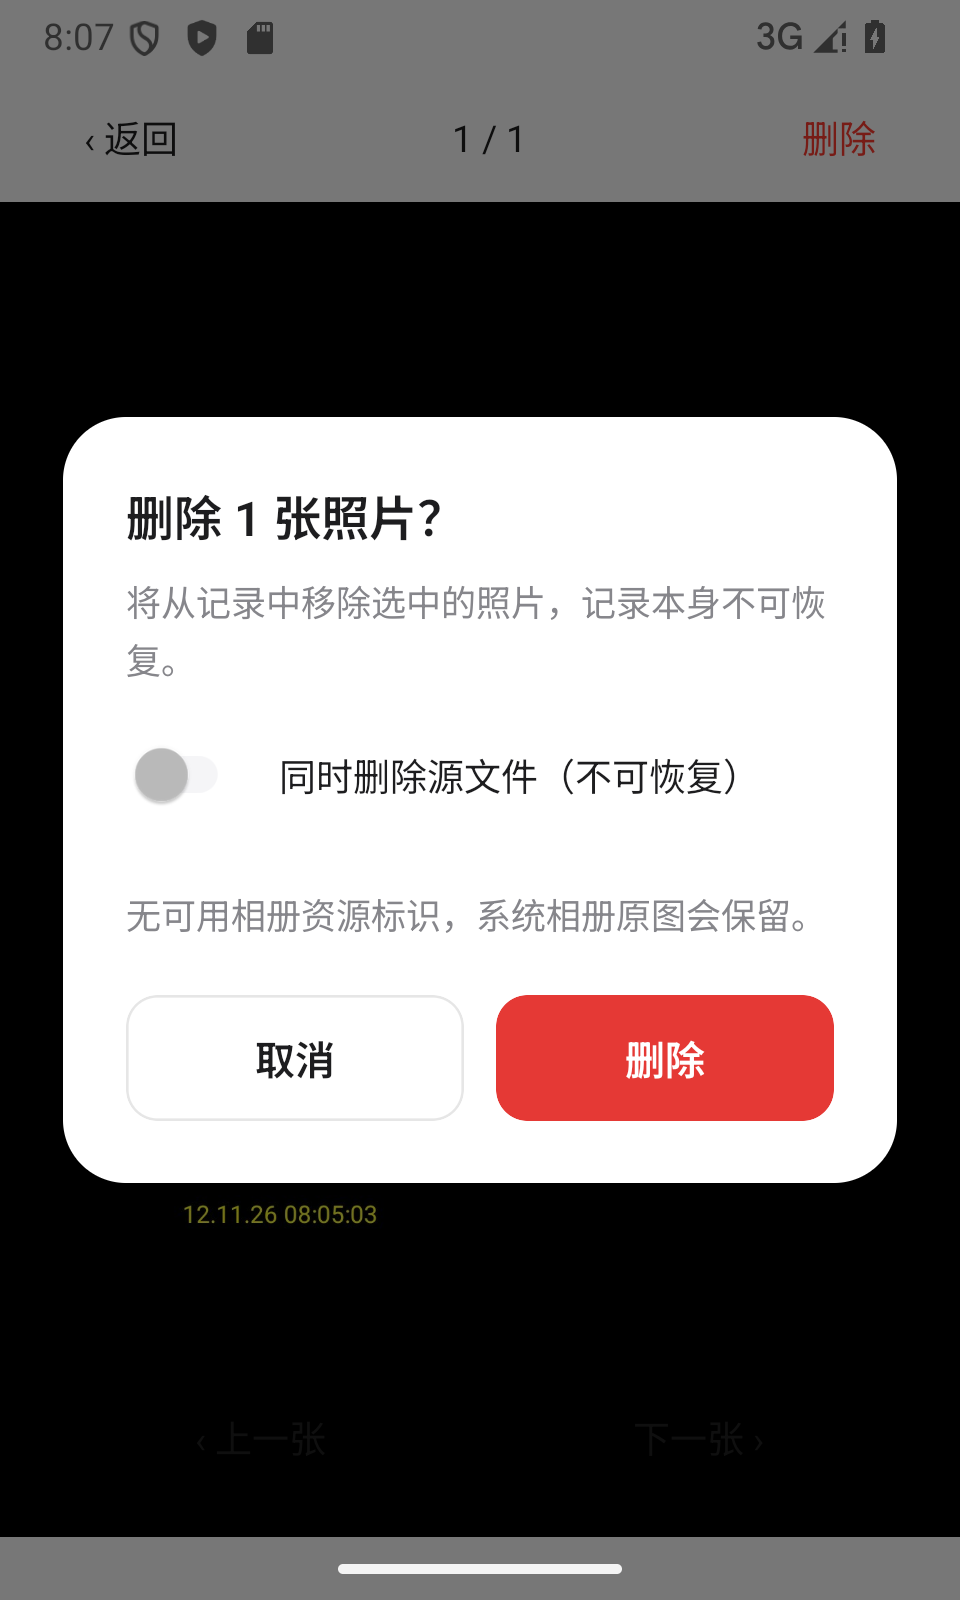 8:07
3G
‹ 返回
1 / 1
删除
删除 1 张照片？
将从记录中移除选中的照片，记录本身不可恢
复。
同时删除源文件（不可恢复）
无可用相册资源标识，系统相册原图会保留。
取消
删除
12.11.26 08:05:03
‹ 上一张
下一张 ›